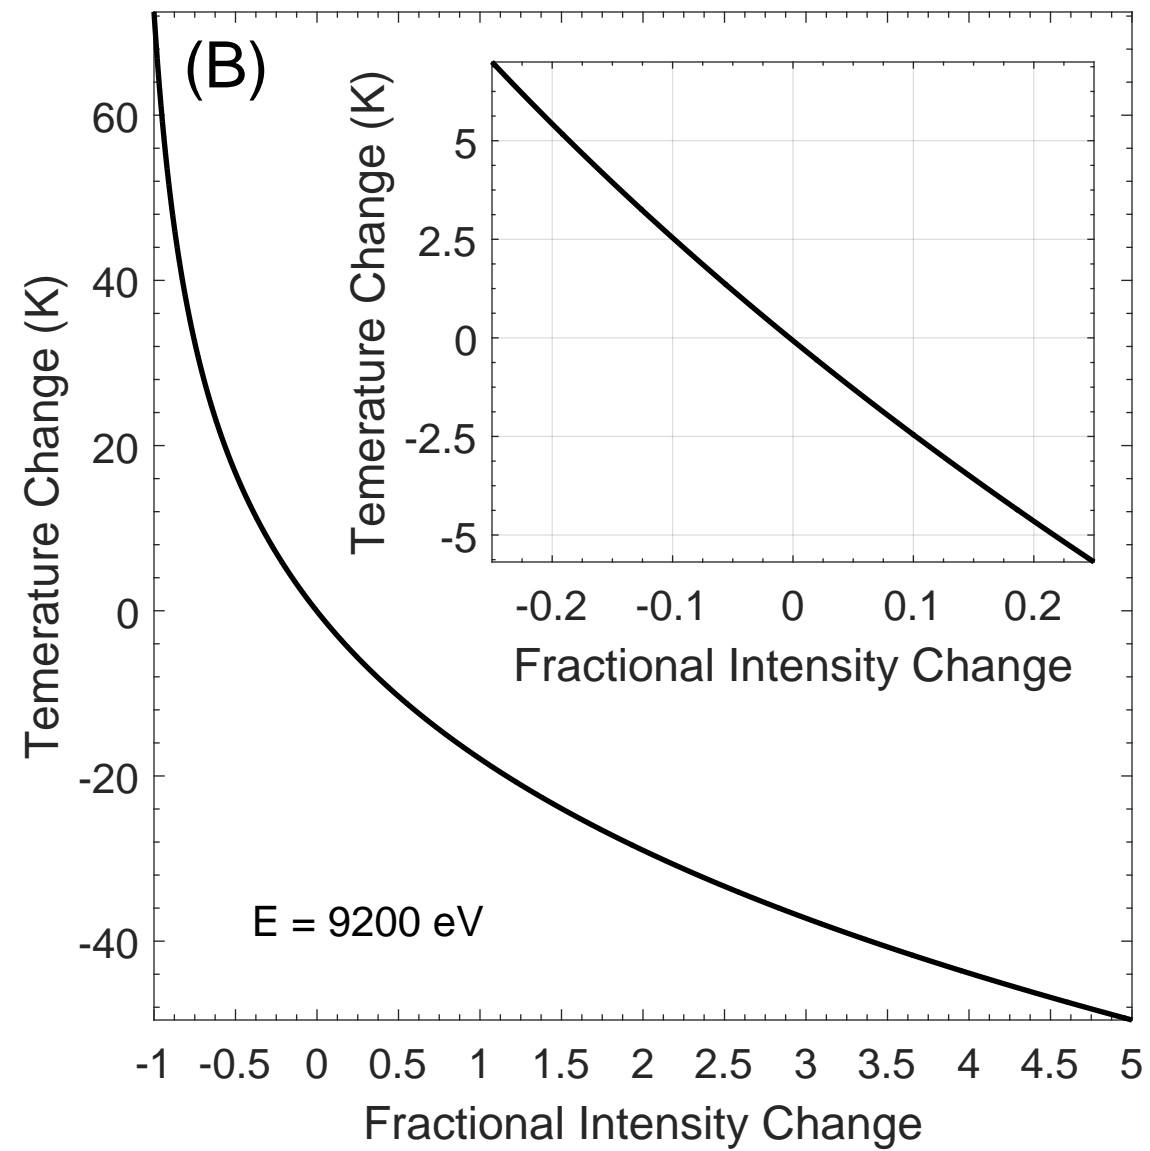 (B)
Temerature Change (K)
60
40
20
0
-20
-40
-1 -0.5 0 0.5 1 1.5 2 2.5 3 3.5 4 4.5 5
Fractional Intensity Change
E = 9200 eV
Temerature Change (K)
5
2.5
0
-2.5
-5
-0.2 -0.1 0 0.1 0.2
Fractional Intensity Change